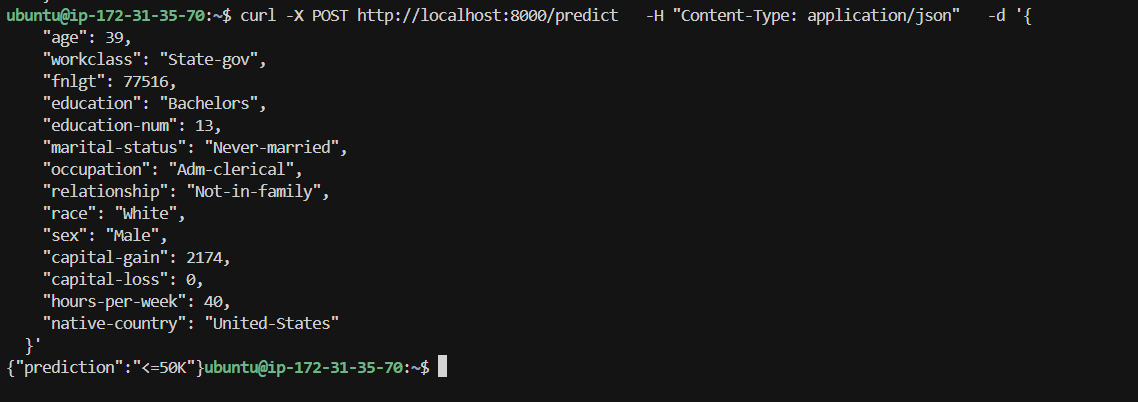 ubuntu@ip-172-31-35-70:~$ curl -X POST http://localhost:8000/predict   -H "Content-Type: application/json"   -d '{
    "age": 39,
    "workclass": "State-gov",
    "fnlgt": 77516,
    "education": "Bachelors",
    "education-num": 13,
    "marital-status": "Never-married",
    "occupation": "Adm-clerical",
    "relationship": "Not-in-family",
    "race": "White",
    "sex": "Male",
    "capital-gain": 2174,
    "capital-loss": 0,
    "hours-per-week": 40,
    "native-country": "United-States"
  }'
{"prediction":"<=50K"}ubuntu@ip-172-31-35-70:~$